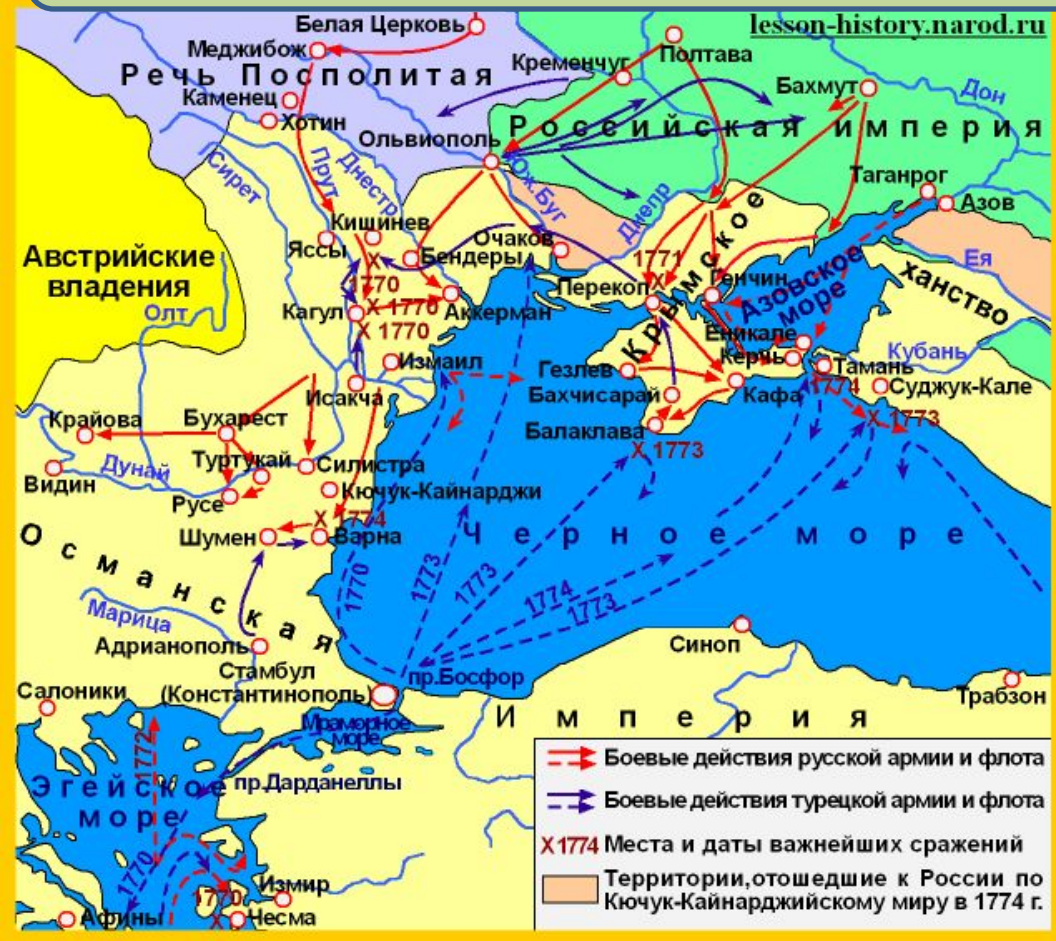 lesson-history.narod.ru
Белая Церковь
Меджибож
Речь Посполитая
Каменец
Хотин
Кременчуг
Полтава
Бахмут
Дон
Ольвиополь
Российская империя
Сирет
Прут
Днестр
Юж.Буг
Днепр
Таганрог
Азов
Кишинев
Яссы
Бендеры
Очаков
1771
Х
Перекоп
Генчин
Крымское
ханство
Ея
Австрийские
владения
Азовское
море
Х
1770
Х 1770
Кагул
Х 1770
Аккерман
Олт
Измаил
Исакча
Еникале
Керчь
Кубань
Тамань
1774
Суджук-Кале
Гезлев
Бахчисарай
Кафа
Балаклава
Х 1773
Х 1773
Крайова
Бухарест
Туртукай
Силистра
Дунай
Видин
Русе
Кючук-Кайнарджи
Х 1774
Шумен
Варна
Черное море
Османская
Империя
1770
1773
1773
1774
1773
Марица
Адрианополь
Стамбул
(Константинополь)
пр.Босфор
Синоп
Трабзон
Салоники
Мраморное
море
пр.Дарданеллы
Эгейское
море
1772
1770
1770
Х
Измир
Чесма
Афины
Боевые действия русской армии и флота
Боевые действия турецкой армии и флота
Х1774 Места и даты важнейших сражений
Территории,отошедшие к России по
Кючук-Кайнарджийскому миру в 1774 г.